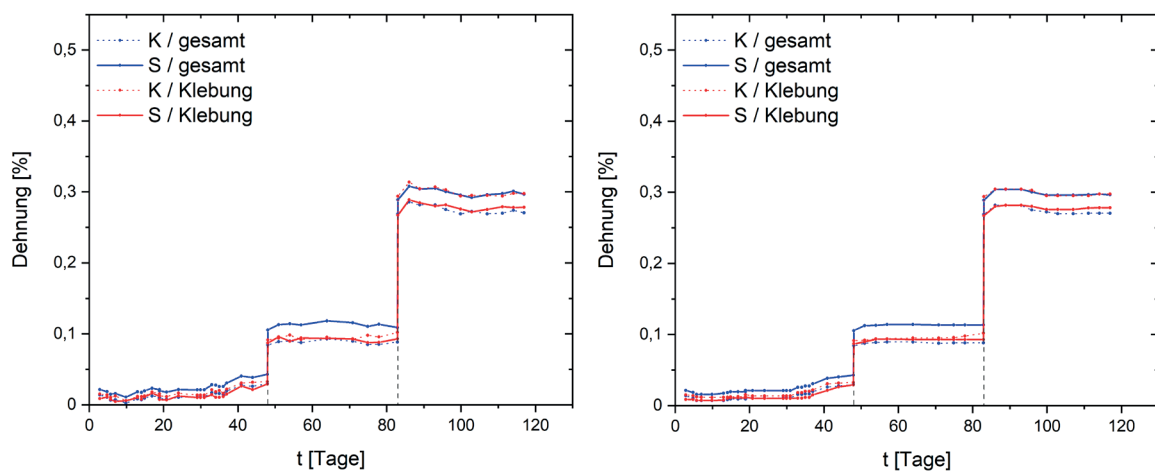 0,5
0,4
0,3
0,2
0,1
0
Dehnung [%]
K / gesamt
S / gesamt
K / Klebung
S / Klebung
0 20 40 60 80 100 120
t [Tage]
0,5
0,4
0,3
0,2
0,1
0
Dehnung [%]
K / gesamt
S / gesamt
K / Klebung
S / Klebung
0 20 40 60 80 100 120
t [Tage]